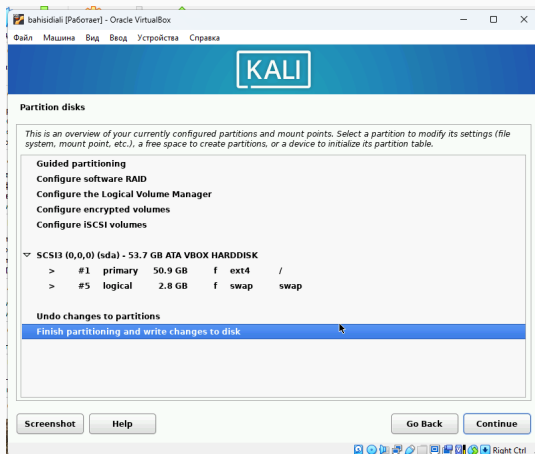 bahisidiali [Работает] - Oracle VirtualBox
Файл Машина Вид Ввод Устройства Справка
KALI
Partition disks
This is an overview of your currently configured partitions and mount points. Select a partition to modify its settings (file
system, mount point, etc.), a free space to create partitions, or a device to initialize its partition table.
Guided partitioning
Configure software RAID
Configure the Logical Volume Manager
Configure encrypted volumes
Configure iSCSI volumes
SCSI3 (0,0,0) (sda) - 53.7 GB ATA VBOX HARDDISK
> #1 primary 50.9 GB f ext4 /
> #5 logical 2.8 GB f swap swap
Undo changes to partitions
Finish partitioning and write changes to disk
Screenshot Help Go Back Continue
Right Ctrl